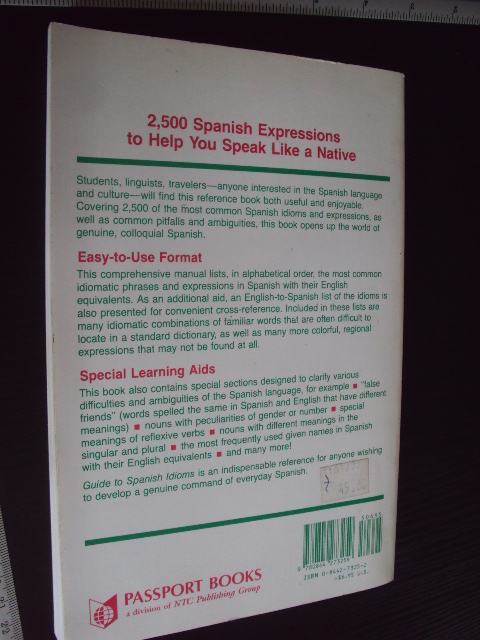 2,500 Spanish Expressions
to Help You Speak Like a Native
Students, linguists, travelers—anyone interested in the Spanish language
and culture—will find this reference book both useful and enjoyable.
Covering 2,500 of the most common Spanish idioms and expressions, as
well as common pitfalls and ambiguities, this book opens up the world of
genuine, colloquial Spanish.
Easy-to-Use Format
This comprehensive manual lists, in alphabetical order, the most common
idiomatic phrases and expressions in Spanish with their English
equivalents. As an additional aid, an English-to-Spanish list of the idioms is
also presented for convenient cross-reference. Included in these lists are
many idiomatic combinations of familiar words that are often difficult to
locate in a standard dictionary, as well as many more colorful, regional
expressions that may not be found at all.
Special Learning Aids
This book also contains special sections designed to clarify various
difficulties and ambiguities of the Spanish language, for example ■ "false
friends" (words spelled the same in Spanish and English that have different
meanings) ■ nouns with peculiarities of gender or number ■ special
meanings of reflexive verbs ■ nouns with different meanings in the
singular and plural ■ the most frequently used given names in Spanish
with their English equivalents ■ and many more!
Guide to Spanish Idioms is an indispensable reference for anyone wishing
to develop a genuine command of everyday Spanish.
50695
9 780844 273259
ISBN 0-8442-7325-2
PASSPORT BOOKS
a division of NTC Publishing Group